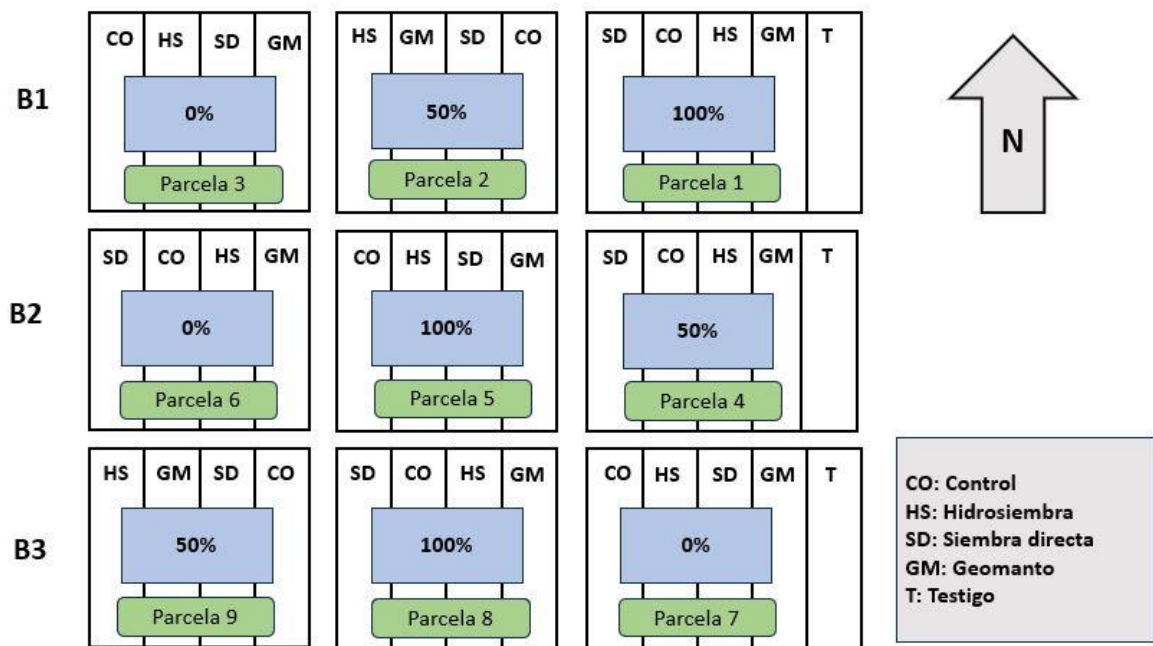 CO HS SD GM HS GM SD CO SD CO HS GM T
B1
0% 50% 100%
N
Parcela 3 Parcela 2 Parcela 1
SD CO HS GM CO HS SD GM SD CO HS GM T
B2
0% 100% 50%
Parcela 6 Parcela 5 Parcela 4
HS GM SD CO SD CO HS GM CO HS SD GM T
B3
50% 100% 0%
Parcela 9 Parcela 8 Parcela 7
CO: Control
HS: Hidrosiembra
SD: Siembra directa
GM: Geomanto
T: Testigo